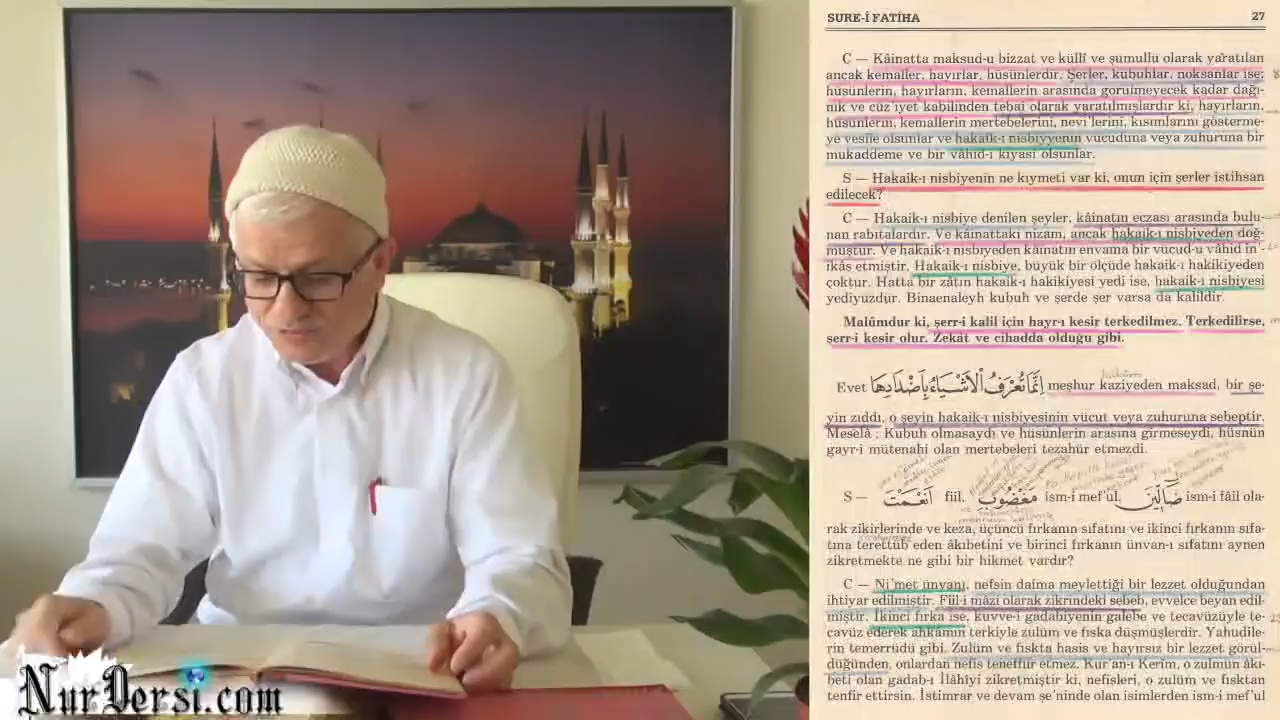 SURE-İ FATİHA 27
C — Kâinatta maksud-u bizzat ve küllî ve şümullü olarak yaratılan
ancak kemaller, hayırlar, hüsünlerdir. Şerler, kubuhlar, noksanlar ise;
hüsünlerin, hayırların, kemallerin arasında görülmeyecek kadar dağı-
nık ve cüz'iyet kabilinden tebaî olarak yaratılmışlardır ki, hayırların,
hüsünlerin, kemallerin mertebelerini, nev'ilerini, kısımlarını gösterme-
ye vesile olsunlar ve hakaik-ı nisbiyyenin vücuduna veya zuhuruna bir
mukaddeme ve bir vâhid-i kıyasî olsunlar.
S — Hakaik-ı nisbiyenin ne kıymeti var ki, onun için şerler istihsan
edilecek?
C — Hakaik-ı nisbiye denilen şeyler, kâinatın eczası arasında bulu-
nan rabıtalardır. Ve kâinattaki nizam, ancak hakaik-ı nisbiyeden doğ-
muştur. Ve hakaik-ı nisbiyeden kâinatın envaına bir vücud-u vâhid in'-
ikâs etmiştir. Hakaik-ı nisbiye, büyük bir ölçüde hakaik-ı hakikiyeden
çoktur. Hatta bir zâtın hakaik-ı hakikiyesi yedi ise, hakaik-ı nisbiyesi
yediyuzdur. Binaenaleyh kubuh ve şerde şer varsa da kalildir.
Malûmdur ki, şerr-i kalil için hayr-ı kesir terkedilmez. Terkedilirse,
şerr-i kesir olur. Zekât ve cihadda olduğu gibi.
Evet اِنَّمَا تُعْرَفُ الْاَشْيَاءُ بِاَضْدَادِهَا meşhur kaziyeden maksad, bir şe-
yin zıddı, o şeyin hakaik-ı nisbiyesinin vücut veya zuhuruna sebeptir.
Meselâ : Kubuh olmasaydı ve hüsünlerin arasına girmeseydi, hüsnün
gayr-i mütenahi olan mertebeleri tezahür etmezdi.
S — اَنْعَمْتَ fiil, مَغْضُوبِ ism-i mef'ul, ضَالِّينَ ism-i fâil ola-
rak zikirlerinde ve keza, üçüncü fırkanın sıfatını ve ikinci fırkanın sıfa-
tına terettüb eden âkıbetini ve birinci fırkanın ünvan-ı sıfatını aynen
zikretmekte ne gibi bir hikmet vardır?
C — Ni'met ünvanı, nefsin daima meylettiği bir lezzet olduğundan
ihtiyar edilmiştir. Fiil-i mâzi olarak zikrindeki sebeb, evvelce beyan edil-
miştir. İkinci fırka ise, kuvve-i gadabiyenin galebe ve tecavüzüyle te-
cavüz ederek ahkâmın terkiyle zulüm ve fıska düşmüşlerdir. Yahudile-
rin temerrüdü gibi. Zulüm ve fıskta hasis ve hayırsız bir lezzet görül-
düğünden, onlardan nefis teneffür etmez. Kur'an-ı Kerim, o zulmün âkı-
beti olan gadab-ı İlâhîyi zikretmiştir ki, nefisleri, o zulüm ve fısktan
tenfir ettirsin. İstimrar ve devam şe'ninde olan isimlerden ism-i mef'ul
NurDersi.com